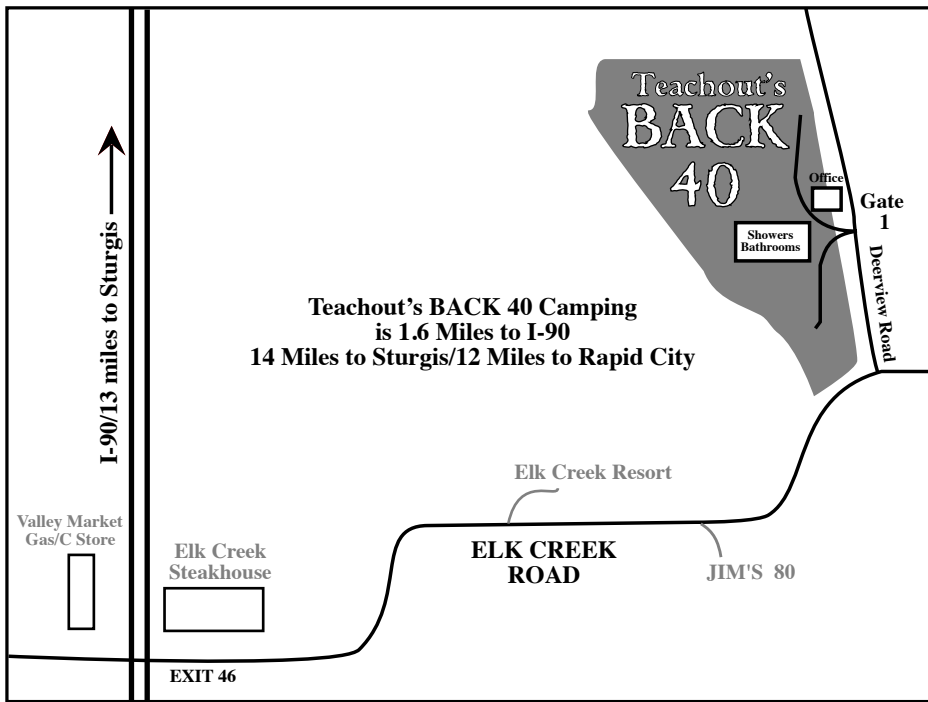 Teachout's
BACK
40
Office
Gate
1
Showers
Bathrooms
Deerview Road
I-90/13 miles to Sturgis
Teachout's BACK 40 Camping
is 1.6 Miles to I-90
14 Miles to Sturgis/12 Miles to Rapid City
Elk Creek Resort
Valley Market
Gas/C Store
Elk Creek
Steakhouse
ELK CREEK
ROAD
JIM'S 80
EXIT 46